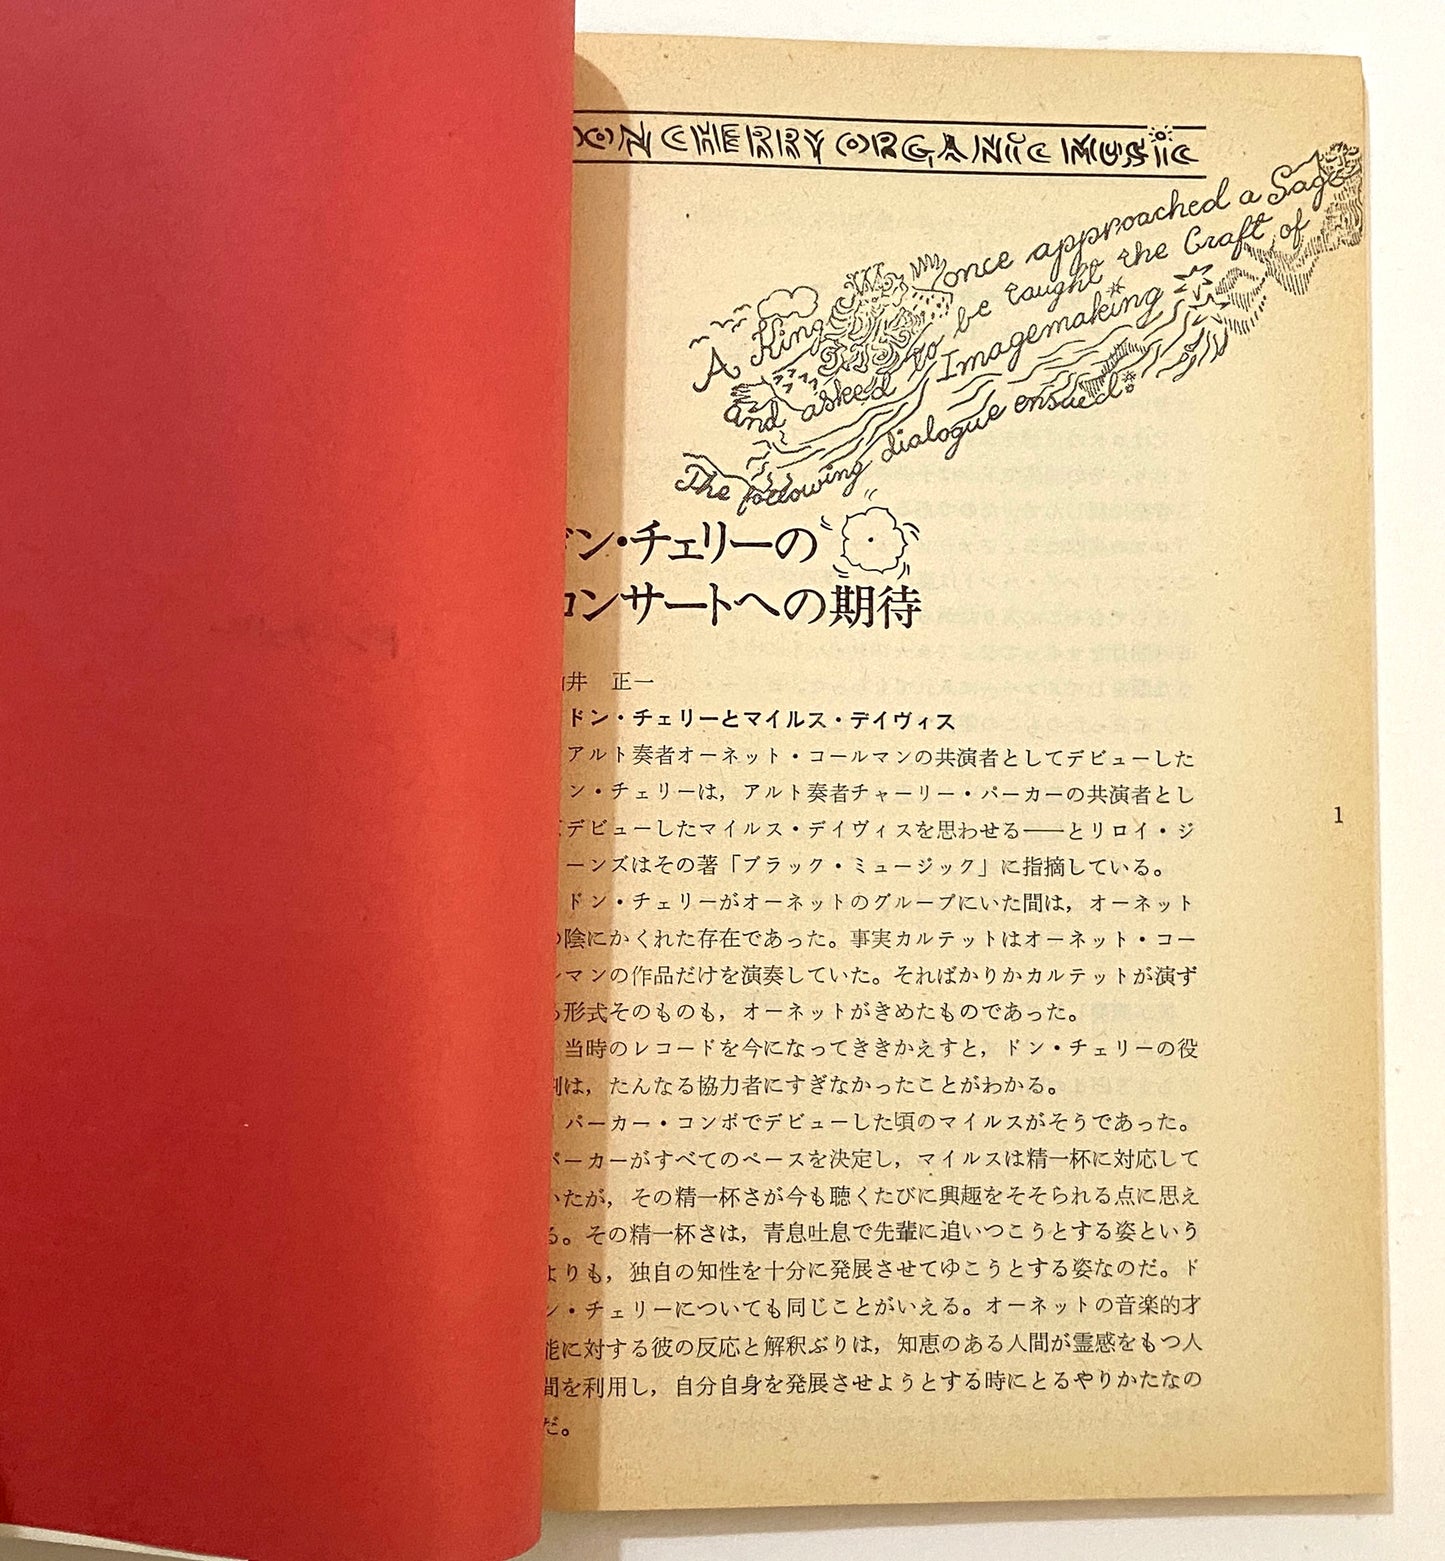 ON CHERRY ORGANIC MUSIC
A King once approached a Sage
and asked to be taught the Craft of
Imagemaking
The following dialogue ensued:
ドン・チェリーの
コンサートへの期待
油井 正一
ドン・チェリーとマイルス・デイヴィス
アルト奏者オーネット・コールマンの共演者としてデビューした
ン・チェリーは，アルト奏者チャーリー・パーカーの共演者とし
てデビューしたマイルス・デイヴィスを思わせる――とリロイ・ジ
ーンズはその著「ブラック・ミュージック」に指摘している。
ドン・チェリーがオーネットのグループにいた間は，オーネット
の陰にかくれた存在であった。事実カルテットはオーネット・コー
ルマンの作品だけを演奏していた。そればかりかカルテットが演ず
る形式そのものも，オーネットがきめたものであった。
当時のレコードを今になってききかえすと，ドン・チェリーの役
割は，たんなる協力者にすぎなかったことがわかる。
パーカー・コンボでデビューした頃のマイルスがそうであった。
パーカーがすべてのペースを決定し，マイルスは精一杯に対応して
いたが，その精一杯さが今も聴くたびに興趣をそそられる点に思え
る。その精一杯さは，青息吐息で先輩に追いつこうとする姿という
よりも，独自の知性を十分に発展させてゆこうとする姿なのだ。ド
ン・チェリーについても同じことがいえる。オーネットの音楽的才
能に対する彼の反応と解釈ぶりは，知恵のある人間が霊感をもつ人
間を利用し，自分自身を発展させようとする時にとるやりかたなの
だ。
1